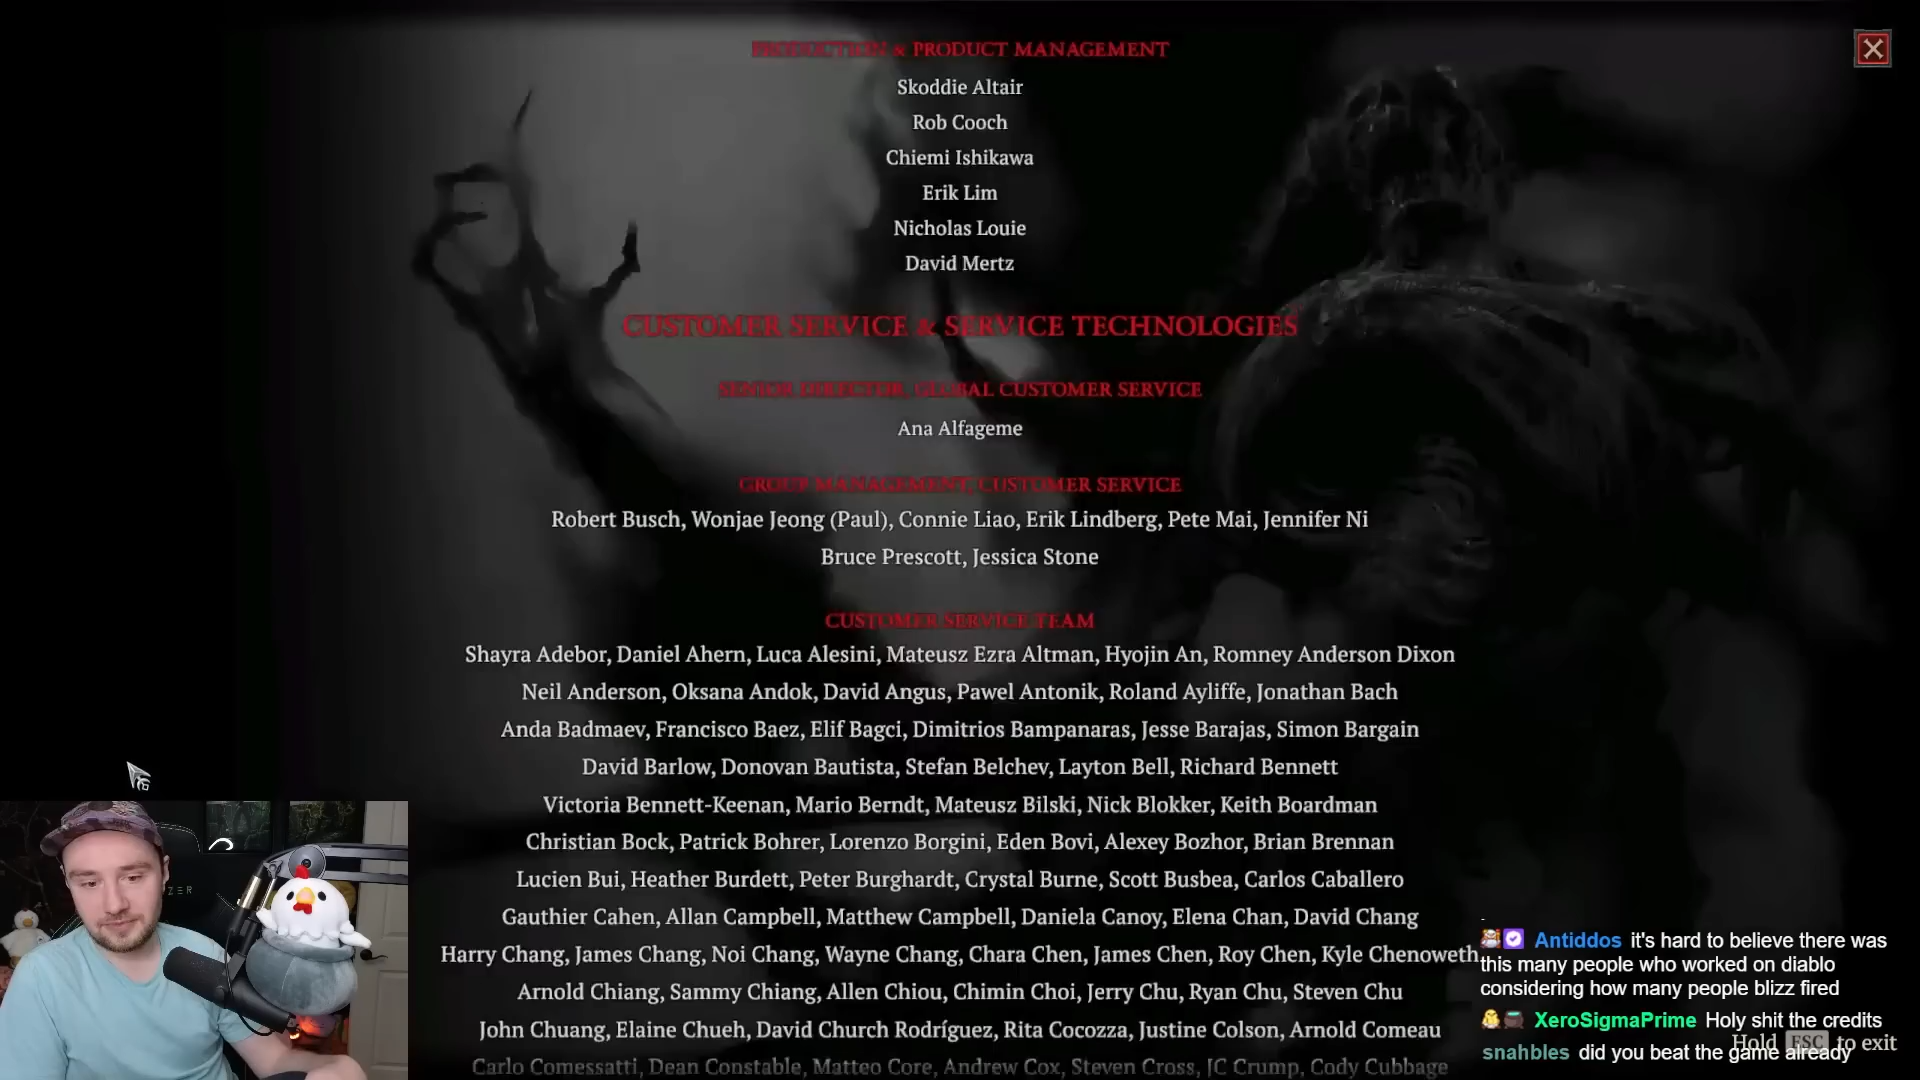 PRODUCTION & PRODUCT MANAGEMENT
Skoddie Altair
Rob Cooch
Chiemi Ishikawa
Erik Lim
Nicholas Louie
David Mertz
CUSTOMER SERVICE & SERVICE TECHNOLOGIES
SENIOR DIRECTOR, GLOBAL CUSTOMER SERVICE
Ana Alfageme
GROUP MANAGEMENT, CUSTOMER SERVICE
Robert Busch, Wonjae Jeong (Paul), Connie Liao, Erik Lindberg, Pete Mai, Jennifer Ni
Bruce Prescott, Jessica Stone
CUSTOMER SERVICE TEAM
Shayra Adebor, Daniel Ahern, Luca Alesini, Mateusz Ezra Altman, Hyojin An, Romney Anderson Dixon
Neil Anderson, Oksana Andok, David Angus, Pawel Antonik, Roland Ayliffe, Jonathan Bach
Anda Badmaev, Francisco Baez, Elif Bagci, Dimitrios Bampanaras, Jesse Barajas, Simon Bargain
David Barlow, Donovan Bautista, Stefan Belchev, Layton Bell, Richard Bennett
Victoria Bennett-Keenan, Mario Berndt, Mateusz Bilski, Nick Blokker, Keith Boardman
Christian Bock, Patrick Bohrer, Lorenzo Borgini, Eden Bovi, Alexey Bozhor, Brian Brennan
Lucien Bui, Heather Burdett, Peter Burghardt, Crystal Burne, Scott Busbea, Carlos Caballero
Gauthier Cahen, Allan Campbell, Matthew Campbell, Daniela Canoy, Elena Chan, David Chang
Harry Chang, James Chang, Noi Chang, Wayne Chang, Chara Chen, James Chen, Roy Chen, Kyle Chenoweth
Arnold Chiang, Sammy Chiang, Allen Chiou, Chimin Choi, Jerry Chu, Ryan Chu, Steven Chu
John Chuang, Elaine Chueh, David Church Rodríguez, Rita Cocozza, Justine Colson, Arnold Comeau
Carlo Comessatti, Dean Constable, Matteo Core, Andrew Cox, Steven Cross, JC Crump, Cody Cubbage
Antiddos it's hard to believe there was
this many people who worked on diablo
considering how many people blizz fired
XeroSigmaPrime Holy shit the credits
snahbles did you beat the game already
Hold ESC to exit
ZER